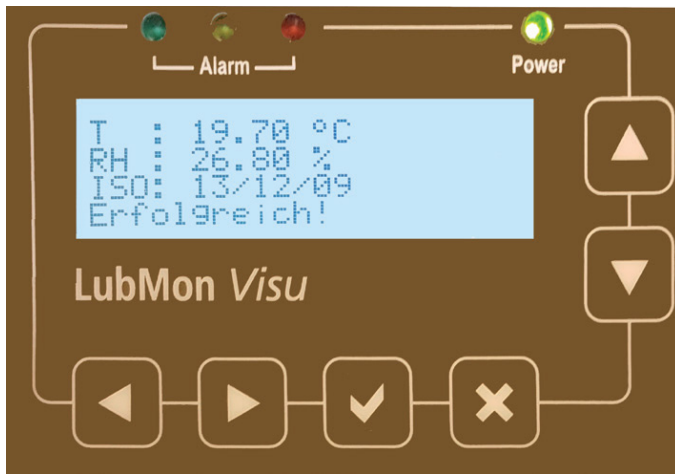 Alarm
Power
T  : 19.70 °C
RH : 26.80 %
ISO: 13/12/09
Erfolgreich!
LubMon Visu